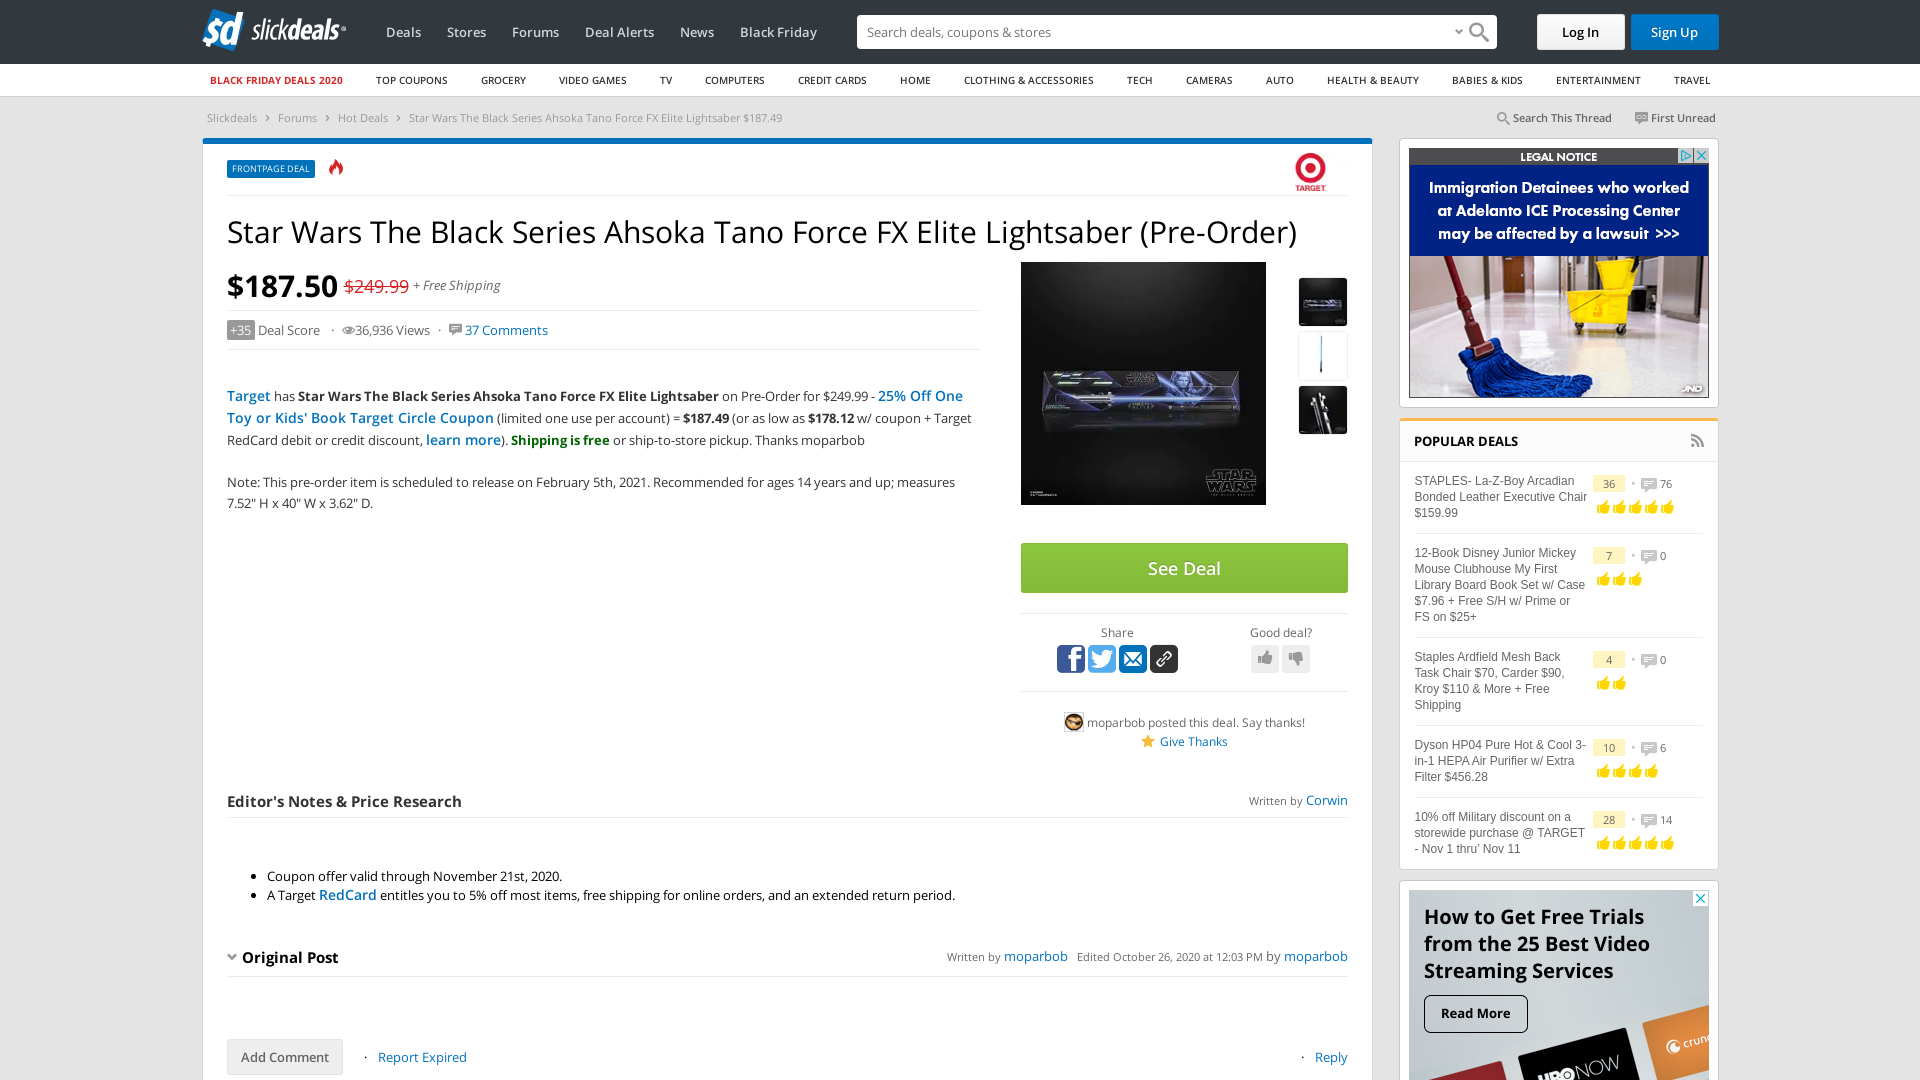 slickdeals
Deals
Stores
Forums
Deal Alerts
News
Black Friday
Search deals, coupons & stores
Log In
Sign Up
BLACK FRIDAY DEALS 2020
TOP COUPONS
GROCERY
VIDEO GAMES
TV
COMPUTERS
CREDIT CARDS
HOME
CLOTHING & ACCESSORIES
TECH
CAMERAS
AUTO
HEALTH & BEAUTY
BABIES & KIDS
ENTERTAINMENT
TRAVEL
Slickdeals › Forums › Hot Deals › Star Wars The Black Series Ahsoka Tano Force FX Elite Lightsaber $187.49
Search This Thread
First Unread
FRONTPAGE DEAL
TARGET
Star Wars The Black Series Ahsoka Tano Force FX Elite Lightsaber (Pre-Order)
$187.50 $249.99 + Free Shipping
+35 Deal Score · 36,936 Views · 37 Comments
Target has Star Wars The Black Series Ahsoka Tano Force FX Elite Lightsaber on Pre-Order for $249.99 - 25% Off One
Toy or Kids' Book Target Circle Coupon (limited one use per account) = $187.49 (or as low as $178.12 w/ coupon + Target
RedCard debit or credit discount, learn more). Shipping is free or ship-to-store pickup. Thanks moparbob
Note: This pre-order item is scheduled to release on February 5th, 2021. Recommended for ages 14 years and up; measures
7.52" H x 40" W x 3.62" D.
STAR
WARS
See Deal
Share
Good deal?
moparbob posted this deal. Say thanks!
Give Thanks
Editor's Notes & Price Research
Written by Corwin
• Coupon offer valid through November 21st, 2020.
• A Target RedCard entitles you to 5% off most items, free shipping for online orders, and an extended return period.
Original Post
Written by moparbob Edited October 26, 2020 at 12:03 PM by moparbob
Add Comment
· Report Expired
· Reply
LEGAL NOTICE
Immigration Detainees who worked
at Adelanto ICE Processing Center
may be affected by a lawsuit >>>
JND
POPULAR DEALS
STAPLES- La-Z-Boy Arcadian
Bonded Leather Executive Chair
$159.99
36 • 76
12-Book Disney Junior Mickey
Mouse Clubhouse My First
Library Board Book Set w/ Case
$7.96 + Free S/H w/ Prime or
FS on $25+
7 • 0
Staples Ardfield Mesh Back
Task Chair $70, Carder $90,
Kroy $110 & More + Free
Shipping
4 • 0
Dyson HP04 Pure Hot & Cool 3-
in-1 HEPA Air Purifier w/ Extra
Filter $456.28
10 • 6
10% off Military discount on a
storewide purchase @ TARGET
- Nov 1 thru' Nov 11
28 • 14
How to Get Free Trials
from the 25 Best Video
Streaming Services
Read More
crunc
HBO NOW